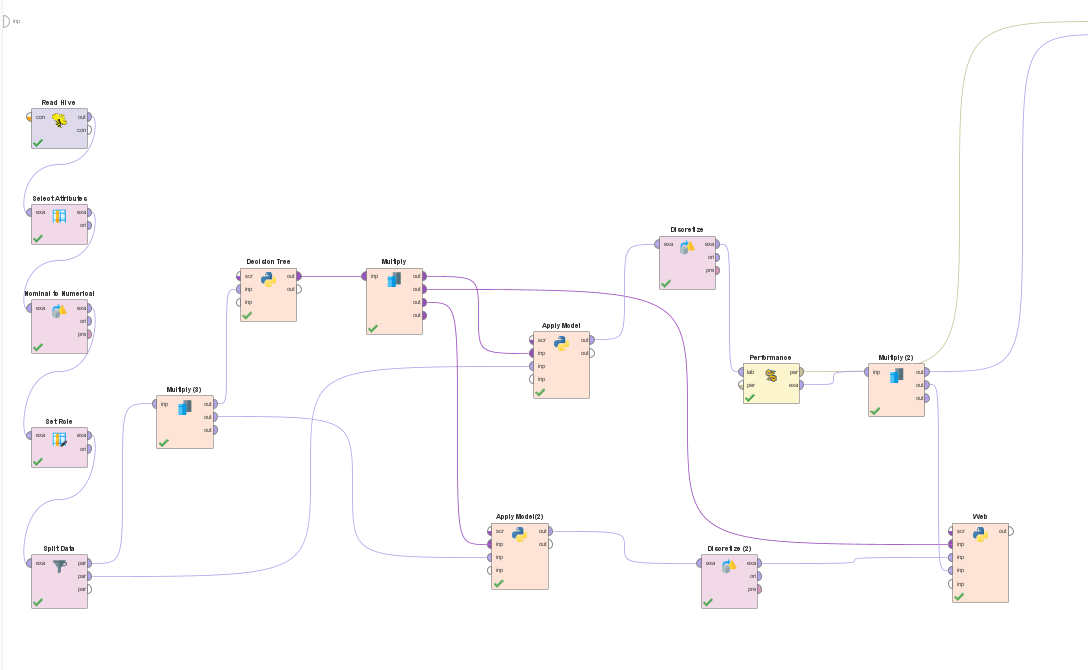 inp
Read Hive
con out
con
Select Attributes
exa exa
ori
Nominal to Numerical
exa exa
ori
pre
Set Role
exa exa
ori
Split Data
exa par
par
par
Multiply (3)
inp out
out
out
Decision Tree
scr out
inp out
inp
Multiply
inp out
out
out
out
Apply Model
scr out
inp out
inp
inp
Apply Model(2)
scr out
inp out
inp
inp
Discretize
exa exa
ori
pre
Discretize (2)
exa exa
ori
pre
Performance
lab per
per exa
Multiply (2)
inp out
out
out
Web
scr out
inp
inp
inp
inp